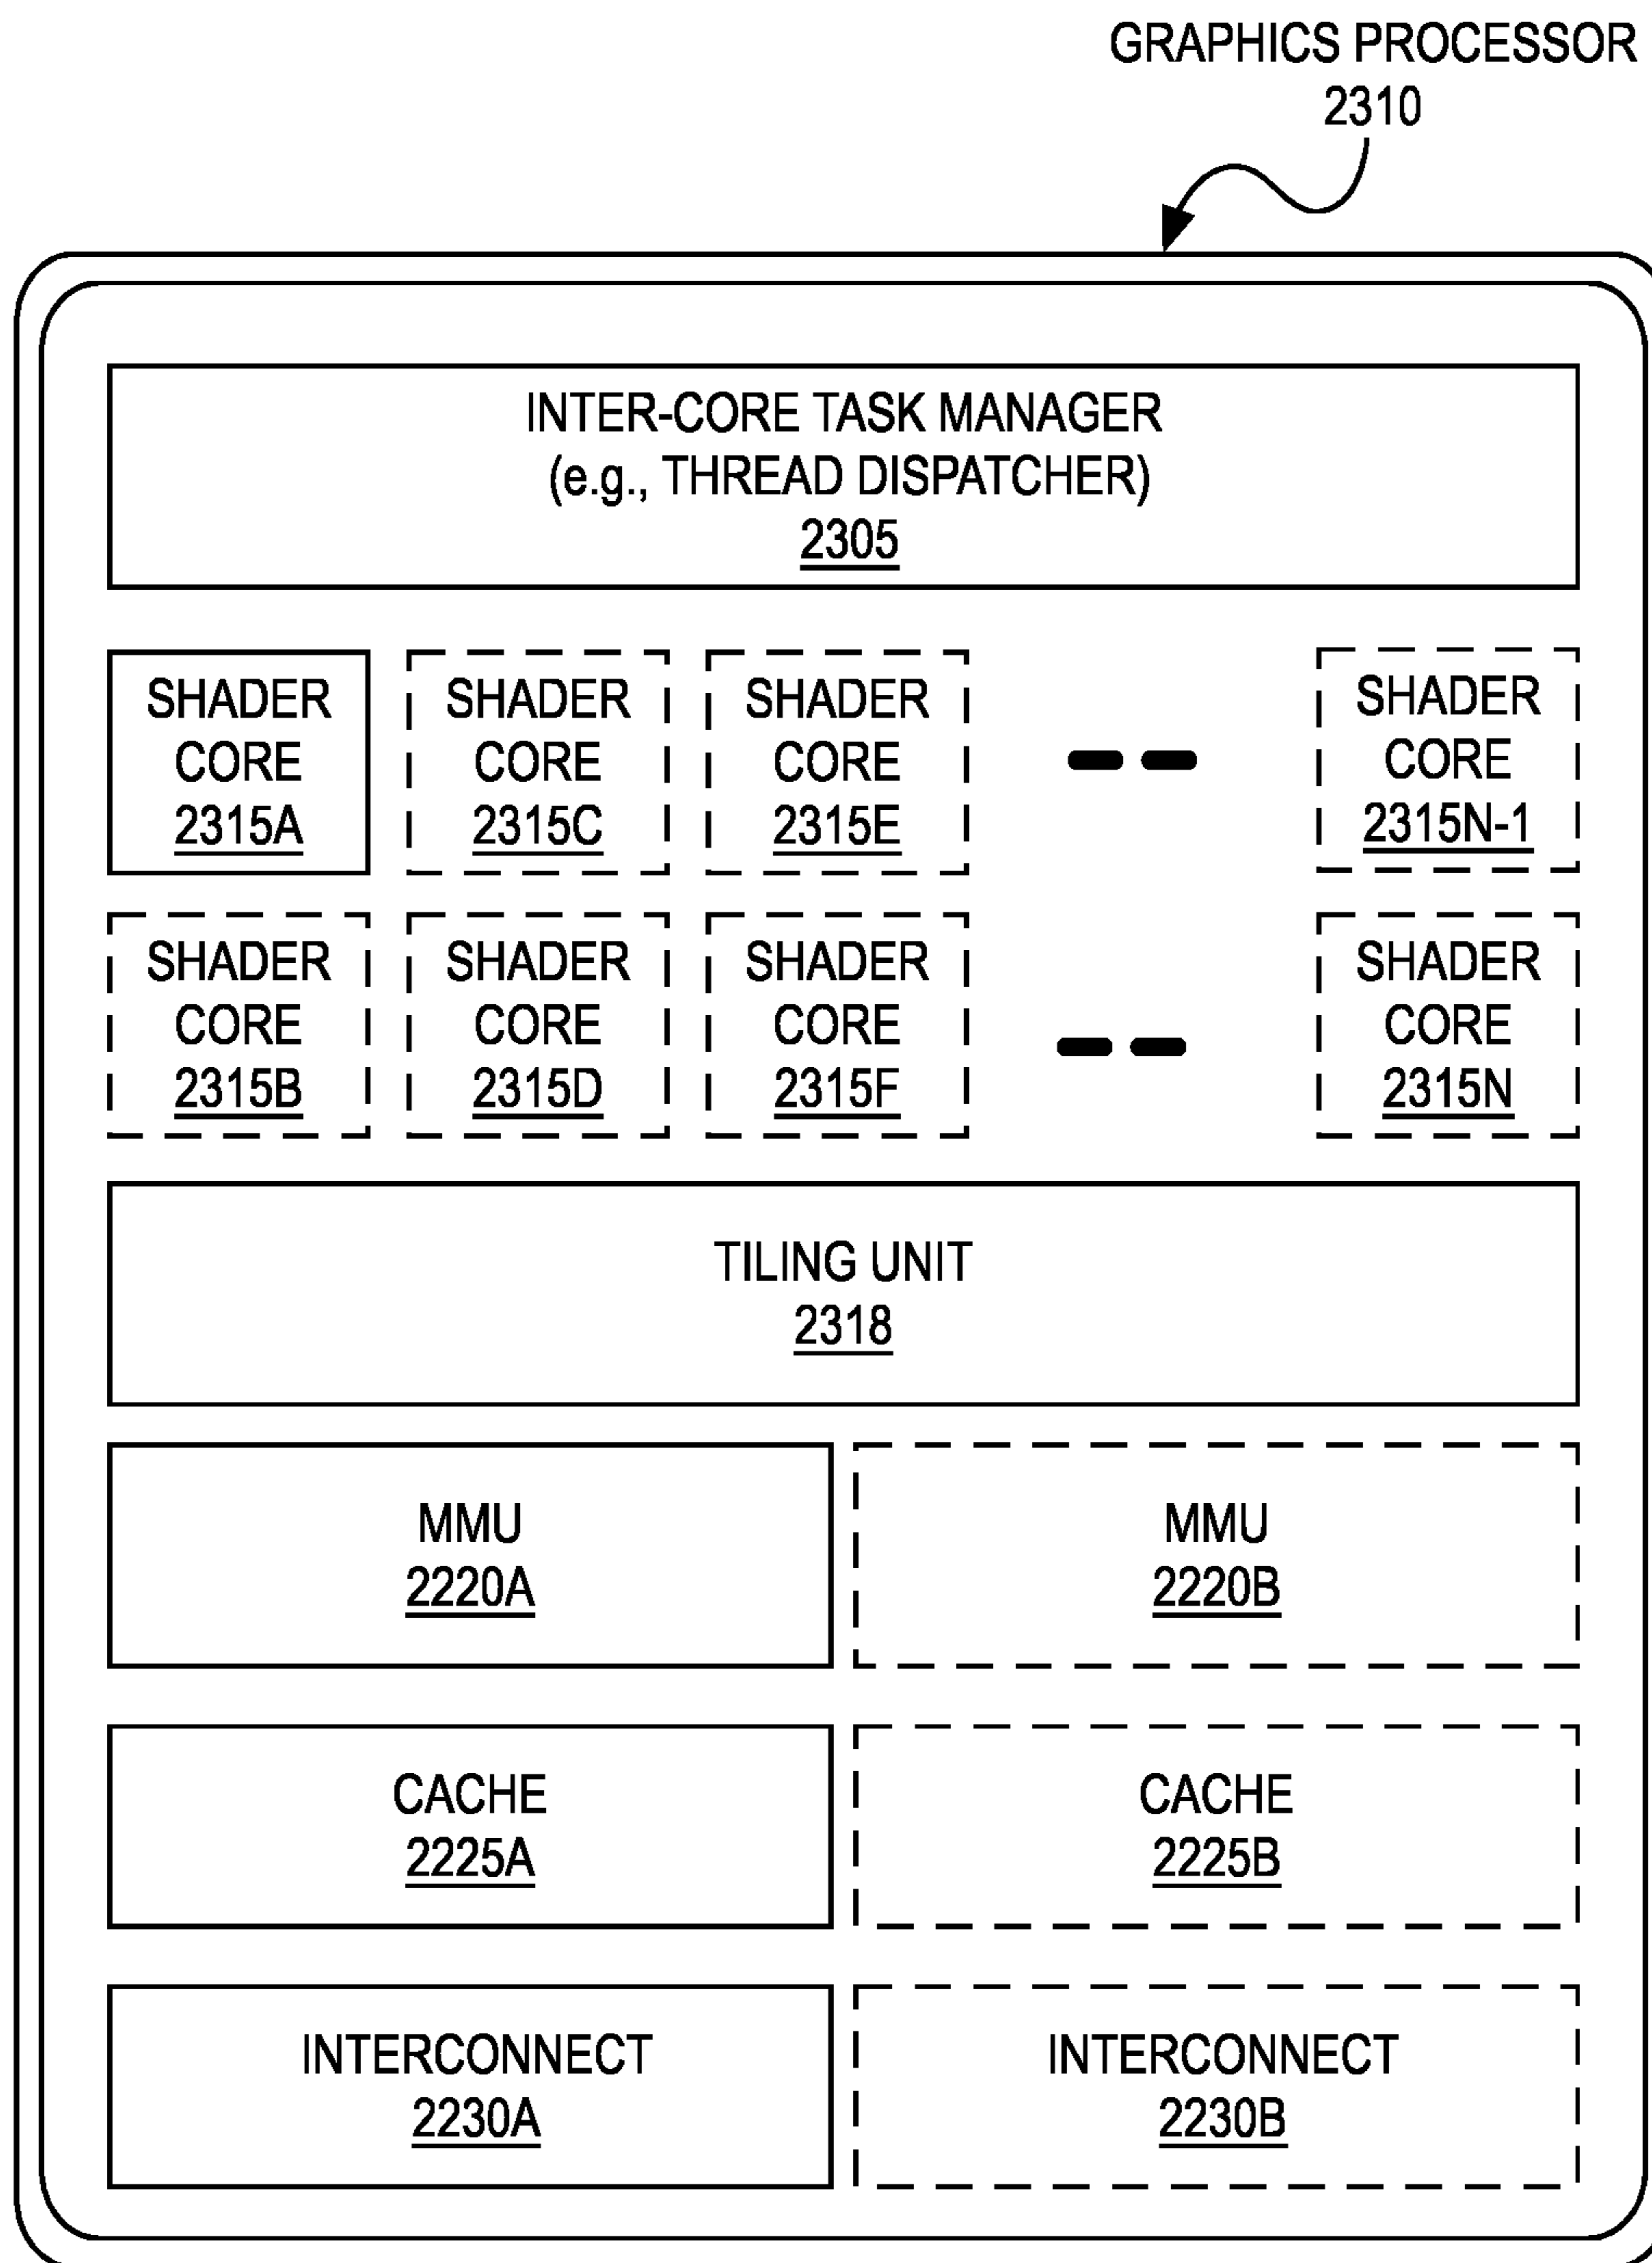 GRAPHICS PROCESSOR
2310
INTER-CORE TASK MANAGER
(e.g., THREAD DISPATCHER)
2305
SHADER
CORE
2315A
SHADER
CORE
2315C
SHADER
CORE
2315E
SHADER
CORE
2315N-1
SHADER
CORE
2315B
SHADER
CORE
2315D
SHADER
CORE
2315F
SHADER
CORE
2315N
TILING UNIT
2318
MMU
2220A
MMU
2220B
CACHE
2225A
CACHE
2225B
INTERCONNECT
2230A
INTERCONNECT
2230B